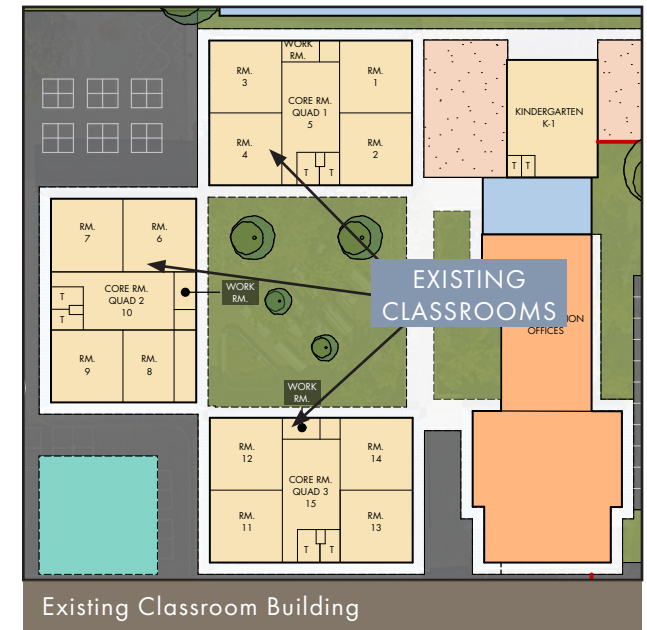 WORK
RM.
RM.
3
RM.
1
CORE RM.
QUAD 1
5
RM.
4
RM.
2
T
T
KINDERGARTEN
K-1
T
T
RM.
7
RM.
6
CORE RM.
QUAD 2
10
T
T
WORK
RM.
RM.
9
RM.
8
EXISTING
CLASSROOMS
OFFICES
WORK
RM.
RM.
12
RM.
14
CORE RM.
QUAD 3
15
RM.
11
RM.
13
T
T
Existing Classroom Building